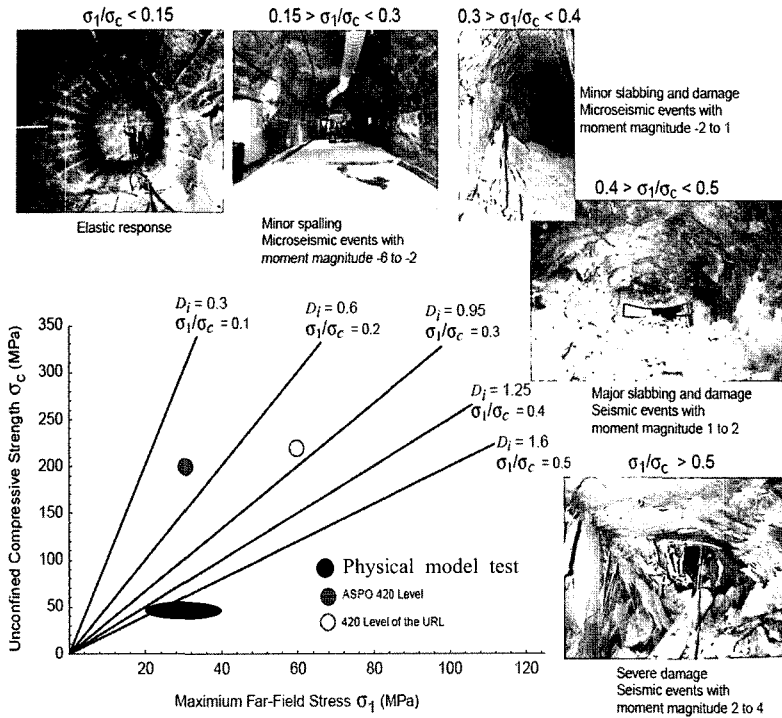 σ1/σc < 0.15
0.15 > σ1/σc < 0.3
0.3 > σ1/σc < 0.4
Elastic response
Minor spalling
Microseismic events with
moment magnitude -6 to -2
Minor slabbing and damage
Microseismic events with
moment magnitude -2 to 1
0.4 > σ1/σc < 0.5
Major slabbing and damage
Seismic events with
moment magnitude 1 to 2
σ1/σc > 0.5
Severe damage
Seismic events with
moment magnitude 2 to 4
Di = 0.3
σ1/σc = 0.1
Di = 0.6
σ1/σc = 0.2
Di = 0.95
σ1/σc = 0.3
Di = 1.25
σ1/σc = 0.4
Di = 1.6
σ1/σc = 0.5
Unconfined Compressive Strength σc (MPa)
350
300
250
200
150
100
50
0
Physical model test
ASPO 420 Level
420 Level of the URL
20 40 60 80 100 120
Maximium Far-Field Stress σ1 (MPa)